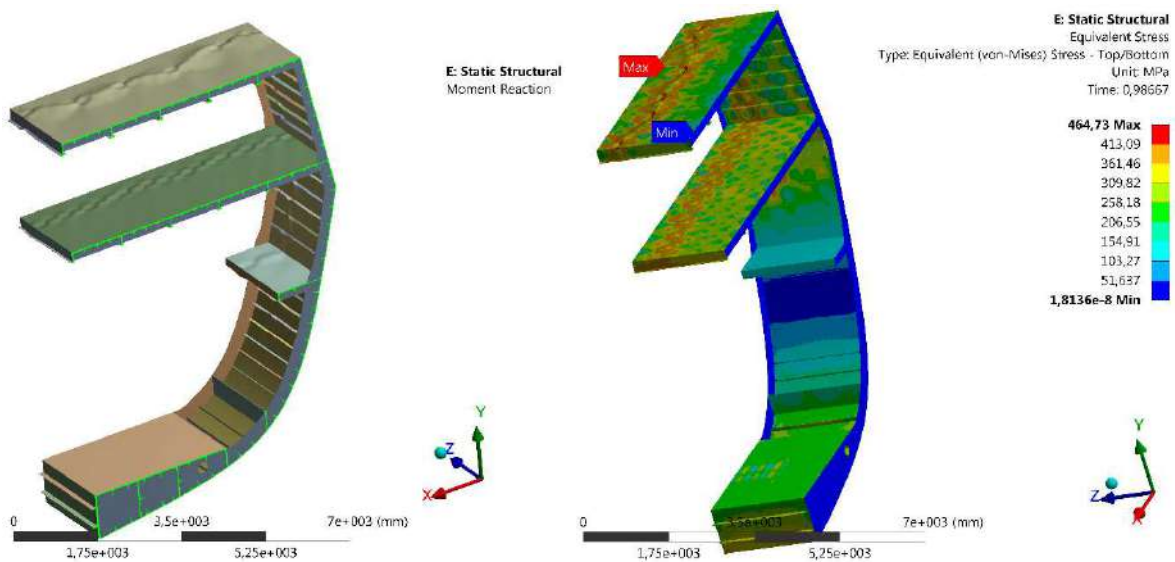 E: Static Structural
Moment Reaction
Y
Z
X
0
3,5e+003
7e+003 (mm)
1,75e+003
5,25e+003
E: Static Structural
Equivalent Stress
Type: Equivalent (von-Mises) Stress - Top/Bottom
Unit: MPa
Time: 0,98667
464,73 Max
413,09
361,46
309,82
258,18
206,55
154,91
103,27
51,637
1,8136e-8 Min
Max
Min
Y
Z
X
0
3,5e+003
7e+003 (mm)
1,75e+003
5,25e+003